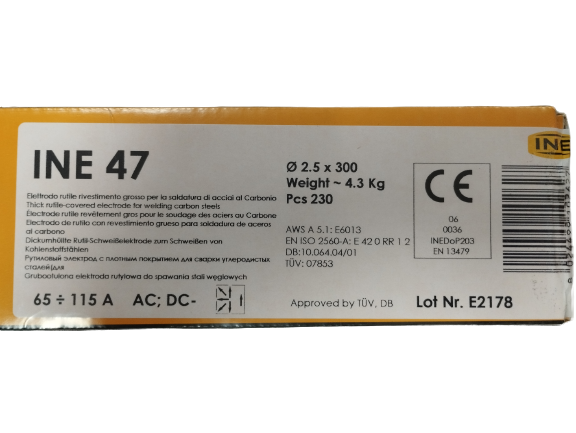 INE
INE 47
Ø 2.5 x 300
Weight ~ 4.3 Kg
Pcs 230
Elettrodo rutile rivestimento grosso per la saldatura di acciai al Carbonio
Thick rutile-covered electrode for welding carbon steels
Electrode rutile revêtement gros pour le soudage des aciers au Carbone
Electrodo de rutilo con revestimiento grueso para soldadura de aceros
al carbono
Dickumhüllte Rutil-Schweißelektrode zum Schweißen von
Kohlenstoffstählen
Рутиловый электрод с плотным покрытием для сварки углеродистых
сталей/для
Grubootulona elektroda rutylowa do spawania stali węglowych
AWS A 5.1: E6013
EN ISO 2560-A: E 42 0 RR 1 2
DB:10.064.04/01
TÜV: 07853
CE
06
0036
INEDoP203
EN 13479
65 ÷ 115 A AC; DC-
Approved by TÜV, DB
Lot Nr. E2178